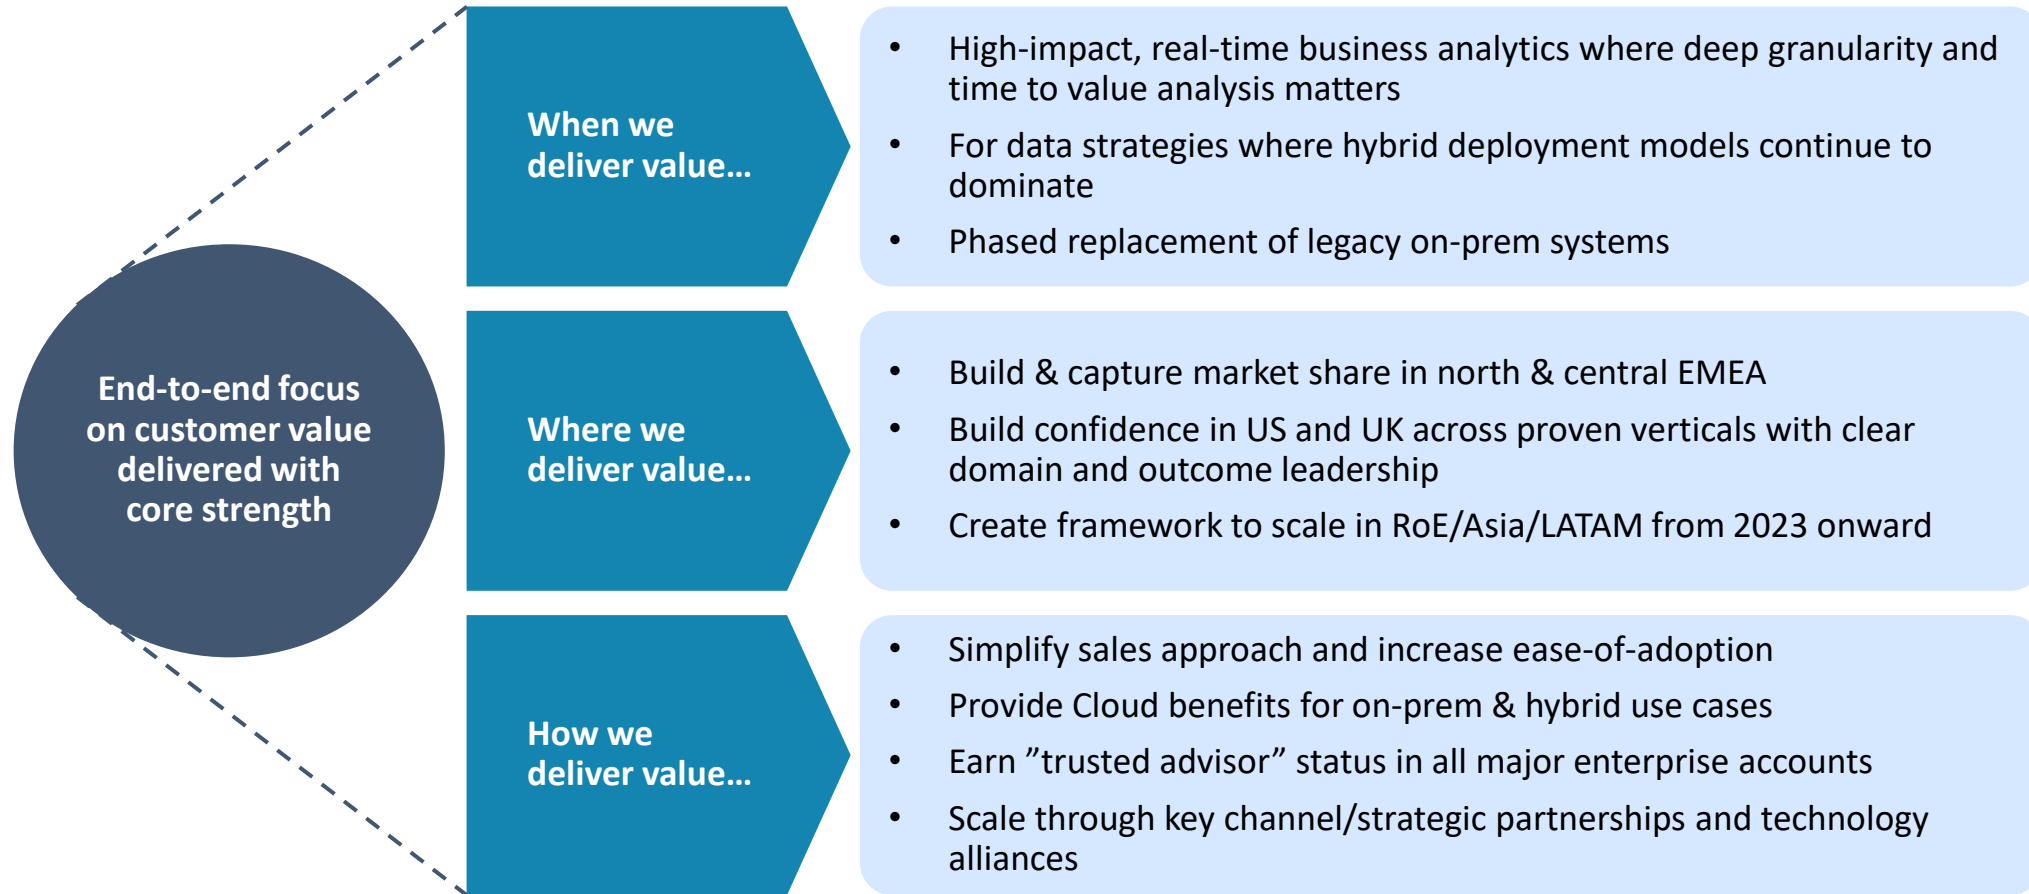 End-to-end focus
on customer value
delivered with
core strength
When we
deliver value…
• High-impact, real-time business analytics where deep granularity and
time to value analysis matters
• For data strategies where hybrid deployment models continue to
dominate
• Phased replacement of legacy on-prem systems
Where we
deliver value…
• Build & capture market share in north & central EMEA
• Build confidence in US and UK across proven verticals with clear
domain and outcome leadership
• Create framework to scale in RoE/Asia/LATAM from 2023 onward
How we
deliver value…
• Simplify sales approach and increase ease-of-adoption
• Provide Cloud benefits for on-prem & hybrid use cases
• Earn ”trusted advisor” status in all major enterprise accounts
• Scale through key channel/strategic partnerships and technology
alliances